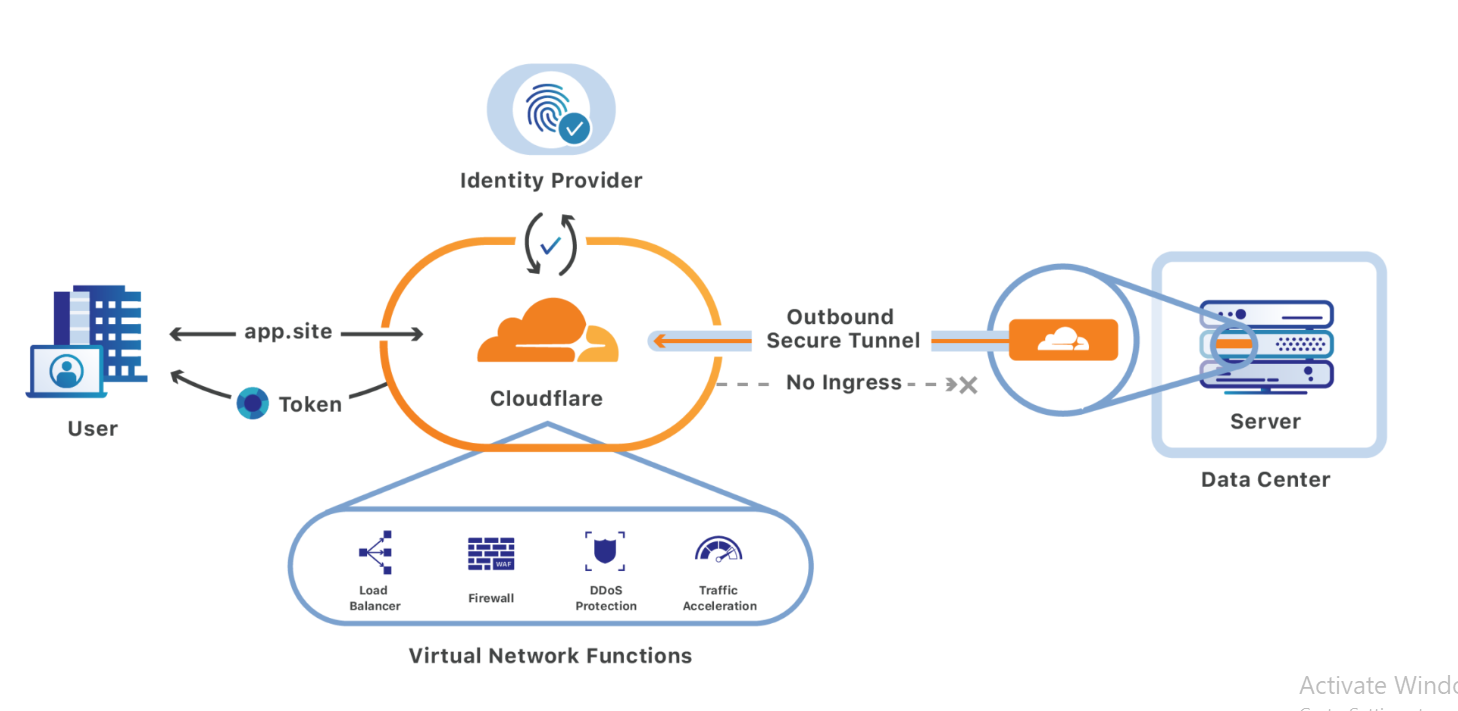 Identity Provider
app.site
Token
User
Cloudflare
Outbound
Secure Tunnel
No Ingress
Server
Data Center
Load
Balancer
WAF
Firewall
DDoS
Protection
Traffic
Acceleration
Virtual Network Functions
Activate